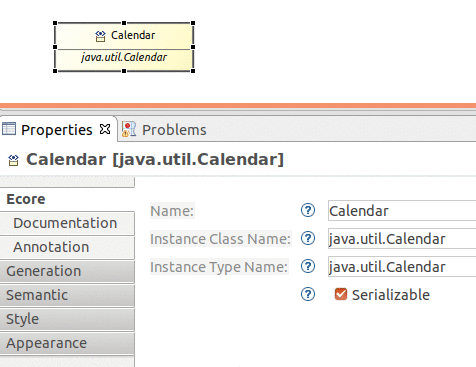 Calendar
java.util.Calendar
Properties Problems
Calendar [java.util.Calendar]
Ecore
Documentation
Annotation
Generation
Semantic
Style
Appearance
Name: ? Calendar
Instance Class Name: ? java.util.Calendar
Instance Type Name: ? java.util.Calendar
? Serializable